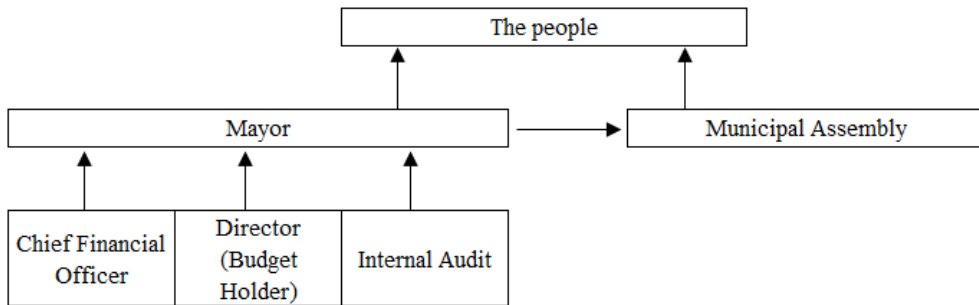 The people
Mayor
Municipal Assembly
Chief Financial
Officer
Director
(Budget
Holder)
Internal Audit